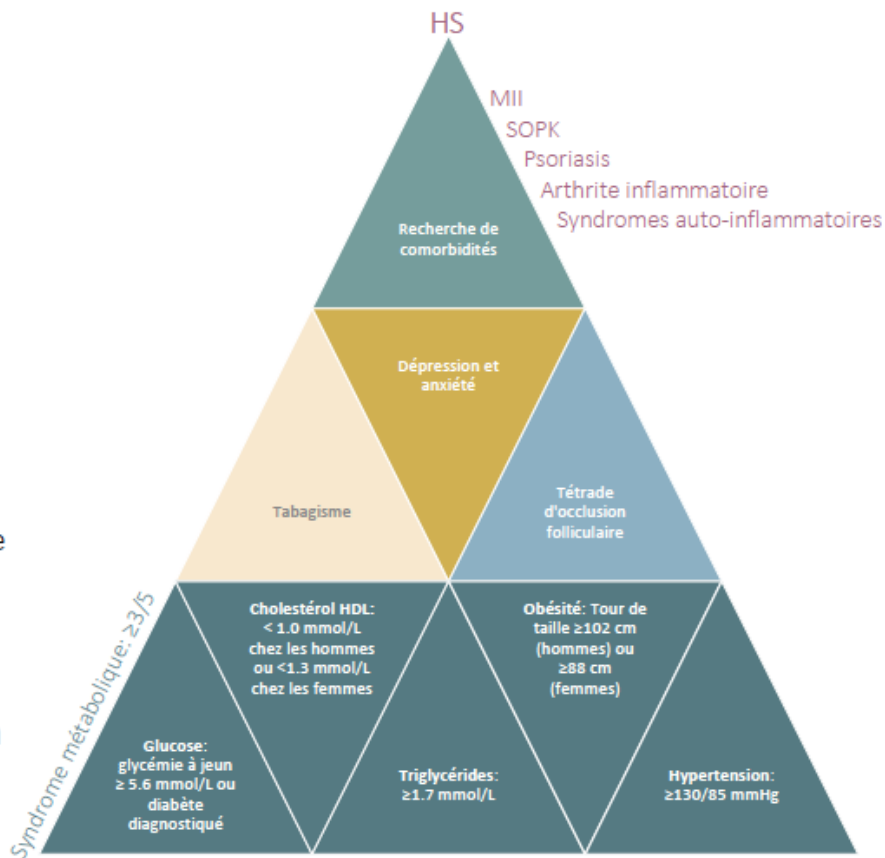 HS
MII
SOPK
Psoriasis
Arthrite inflammatoire
Syndromes auto-inflammatoires
Recherche de
comorbidités
Dépression et
anxiété
Tabagisme
Tétrade
d'occlusion
folliculaire
e
Syndrome métabolique: ≥3/5
Cholestérol HDL:
< 1.0 mmol/L
chez les hommes
ou <1.3 mmol/L
chez les femmes
Obésité: Tour de
taille ≥102 cm
(hommes) ou
≥88 cm
(femmes)
Glucose:
glycémie à jeun
≥ 5.6 mmol/L ou
diabète
diagnostiqué
Triglycérides:
≥1.7 mmol/L
Hypertension:
≥130/85 mmHg